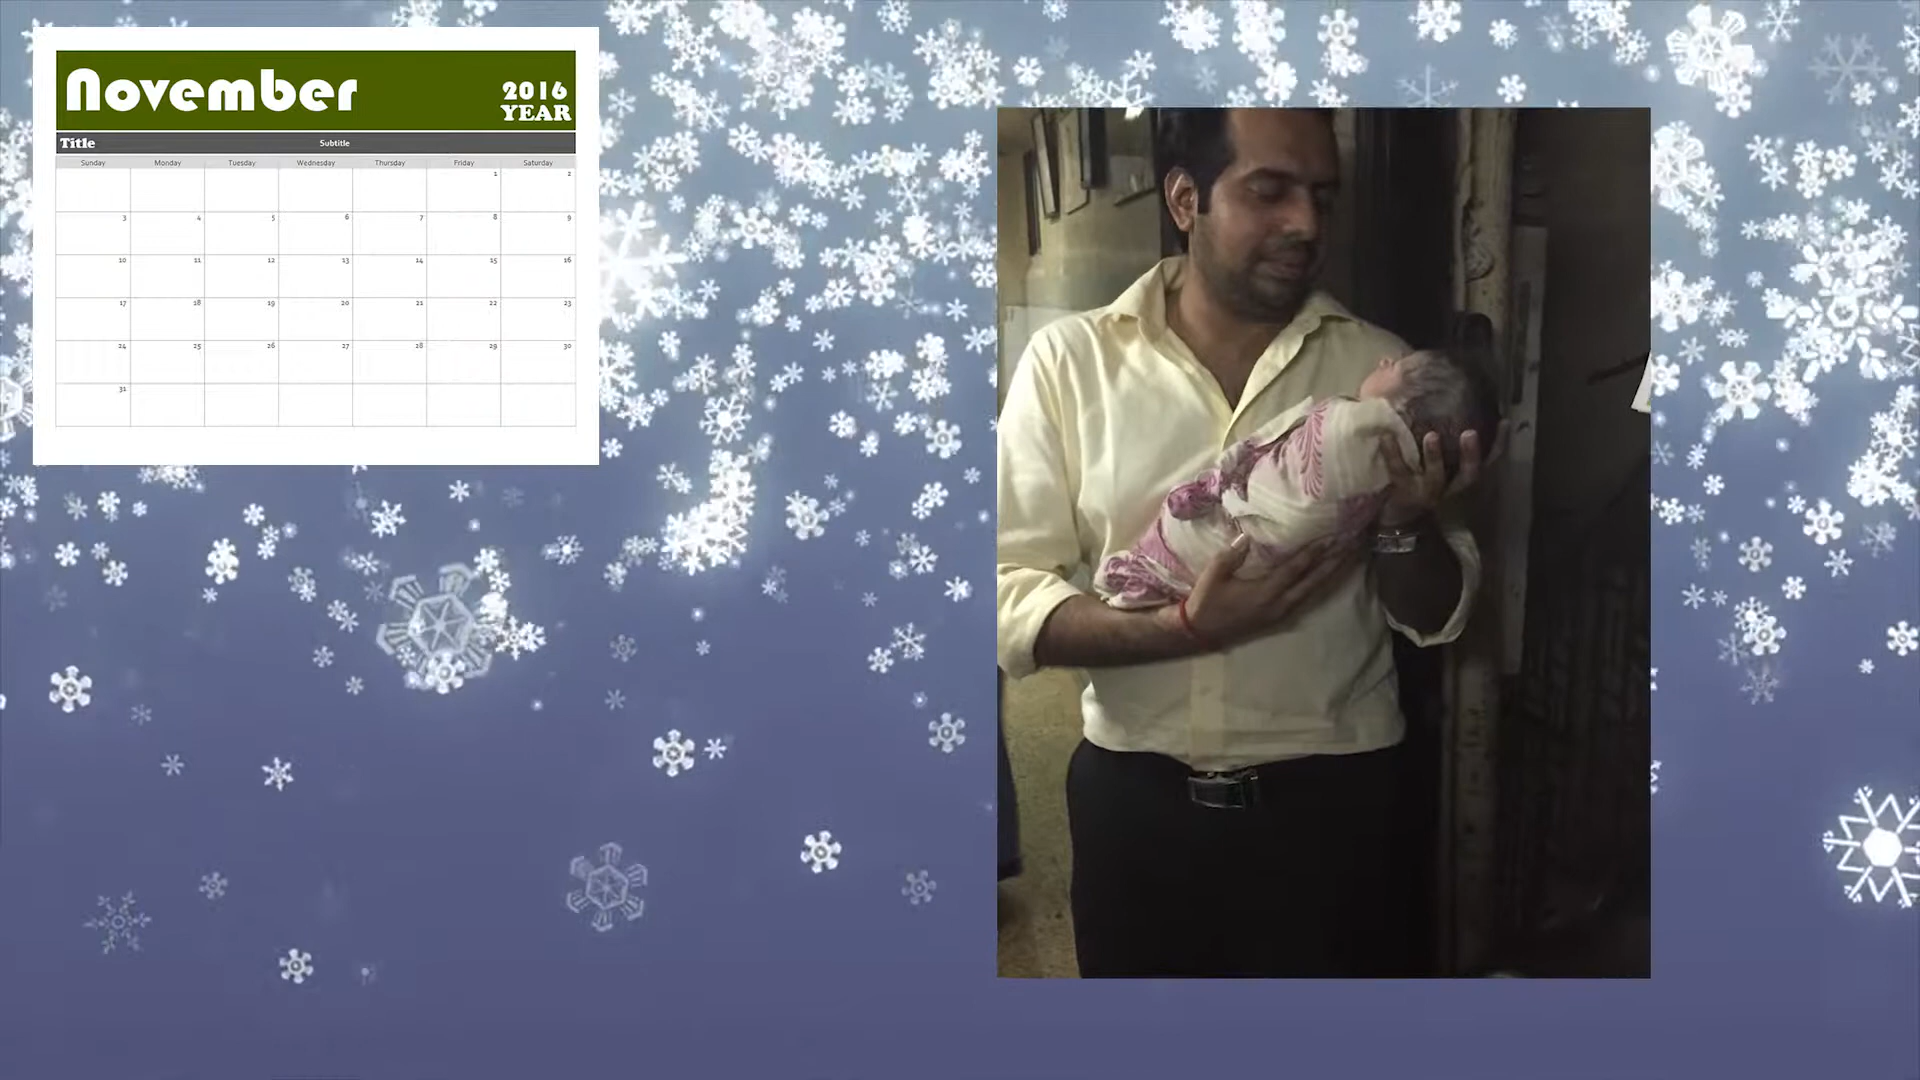 November
2016
YEAR
Title Subtitle
Sunday Monday Tuesday Wednesday Thursday Friday Saturday
1 2
3 4 5 6 7 8 9
10 11 12 13 14 15 16
17 18 19 20 21 22 23
24 25 26 27 28 29 30
31